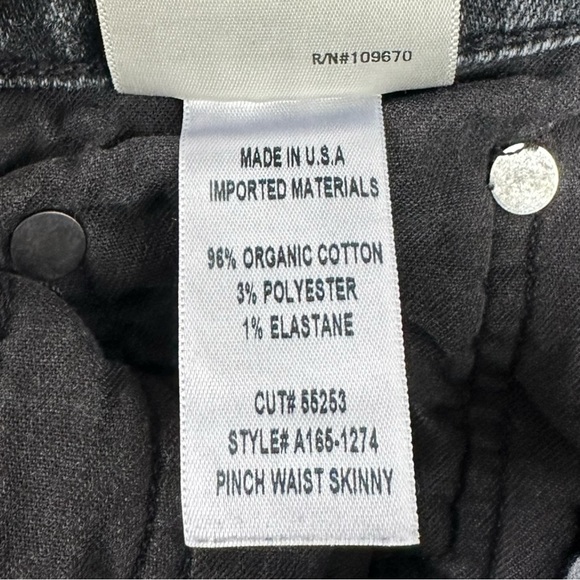 R/N#109670
MADE IN U.S.A
IMPORTED MATERIALS
96% ORGANIC COTTON
3% POLYESTER
1% ELASTANE
CUT# 55253
STYLE# A165-1274
PINCH WAIST SKINNY